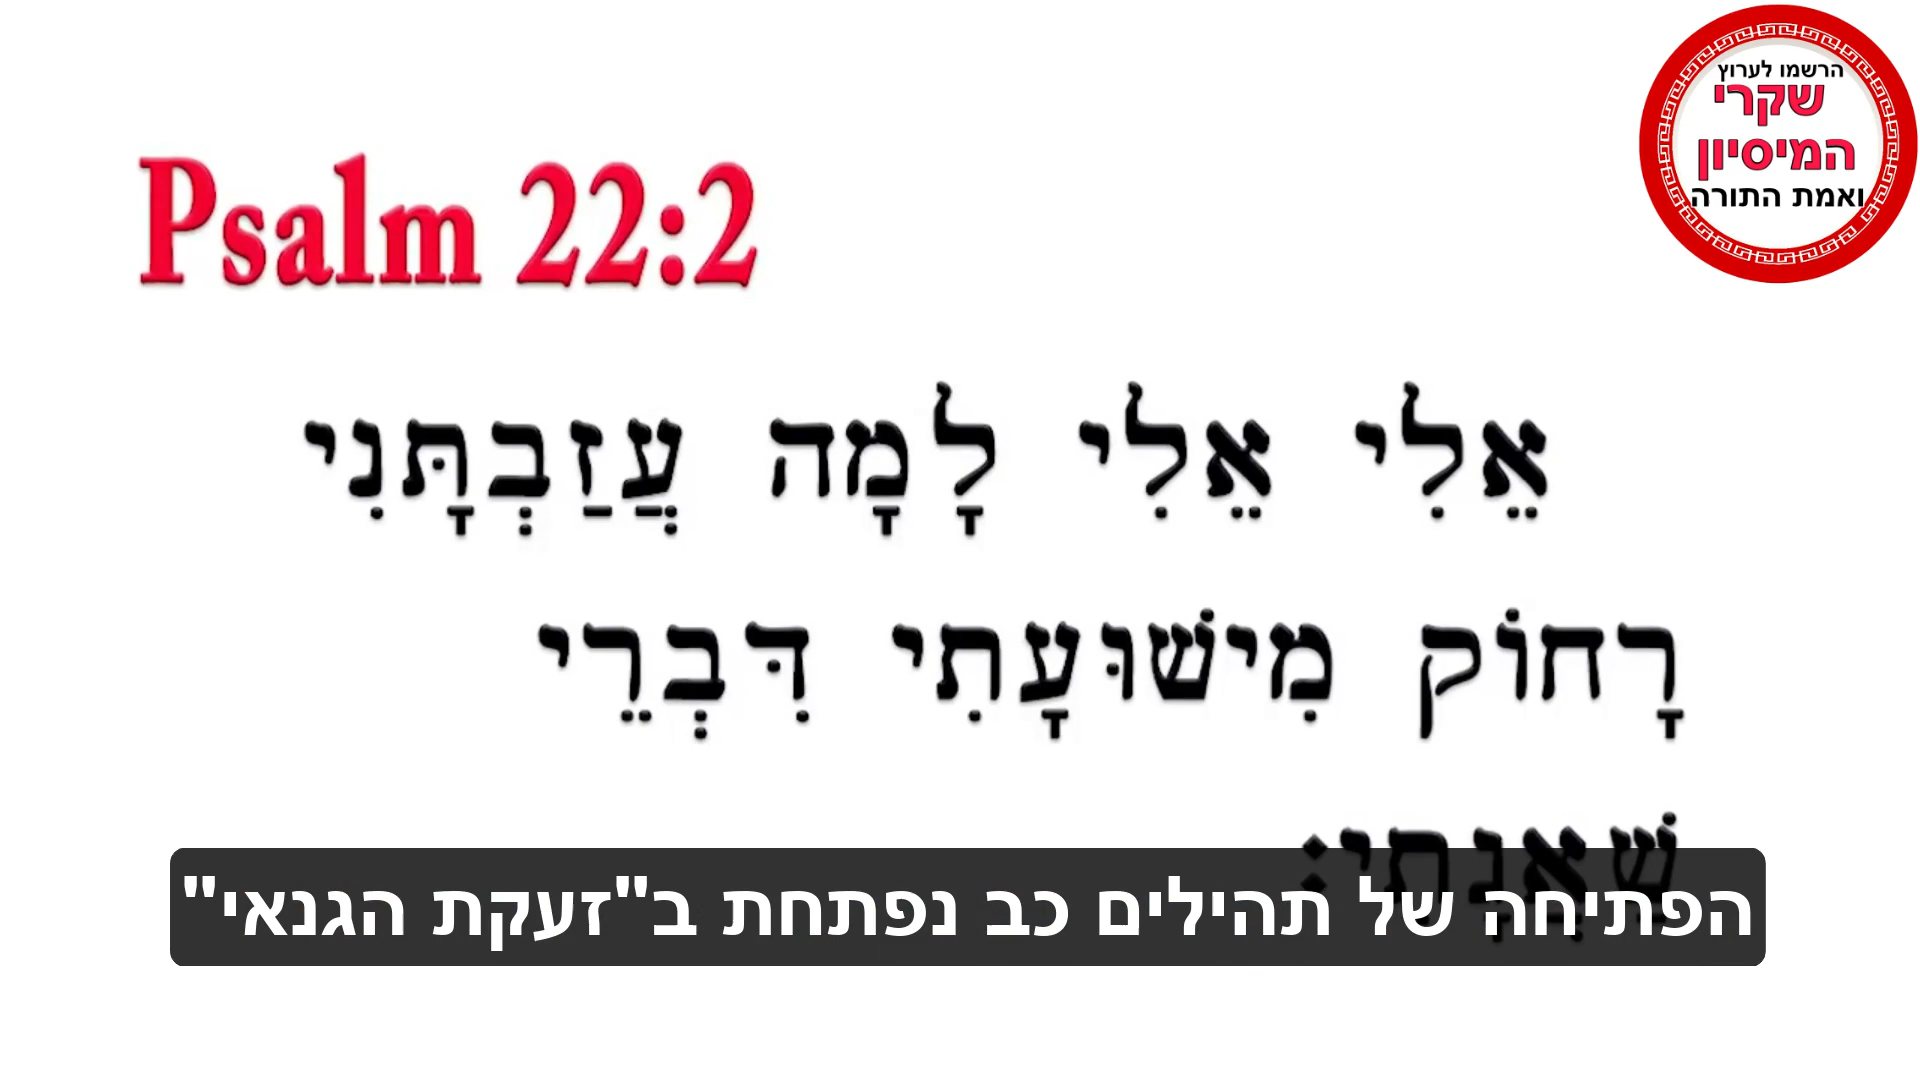 הרשמו לערוץ
שקרי
המיסיון
ואמת התורה
Psalm 22:2
אֵלִי אֵלִי לָמָה עֲזַבְתָּנִי
רָחוֹק מִישׁוּעָתִי דִּבְרֵי
שַׁאֲגָתִי:
הפתיחה של תהילים כב נפתחת ב"זעקת הגנאי"